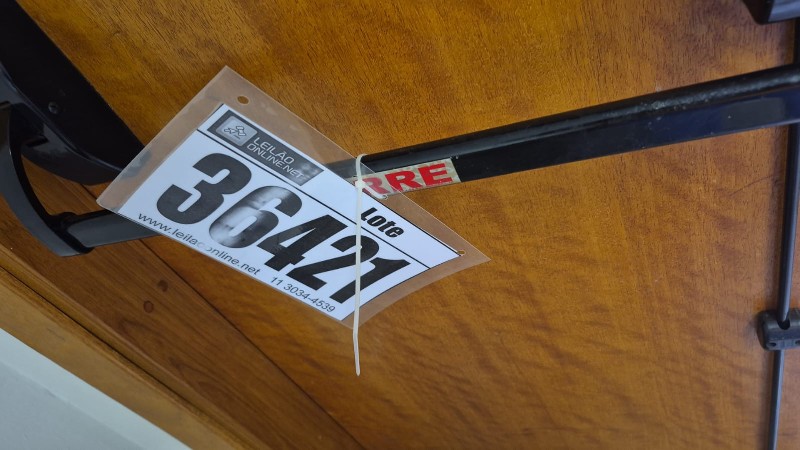 LEILÃO
ONLINE.NET
Lote
36421
www.leilaoonline.net 11 3034-4539
RRE